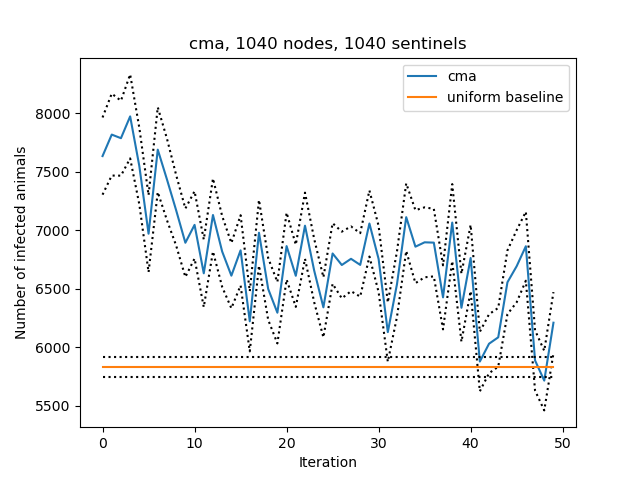 cma, 1040 nodes, 1040 sentinels
cma
uniform baseline
Number of infected animals
8000
7500
7000
6500
6000
5500
0 10 20 30 40 50
Iteration